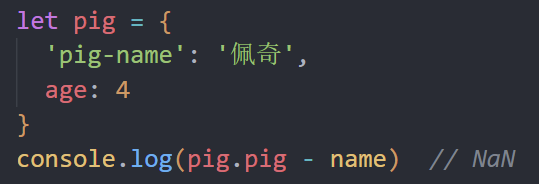 let pig = {
  'pig-name': '佩奇',
  age: 4
}
console.log(pig.pig - name)  // NaN